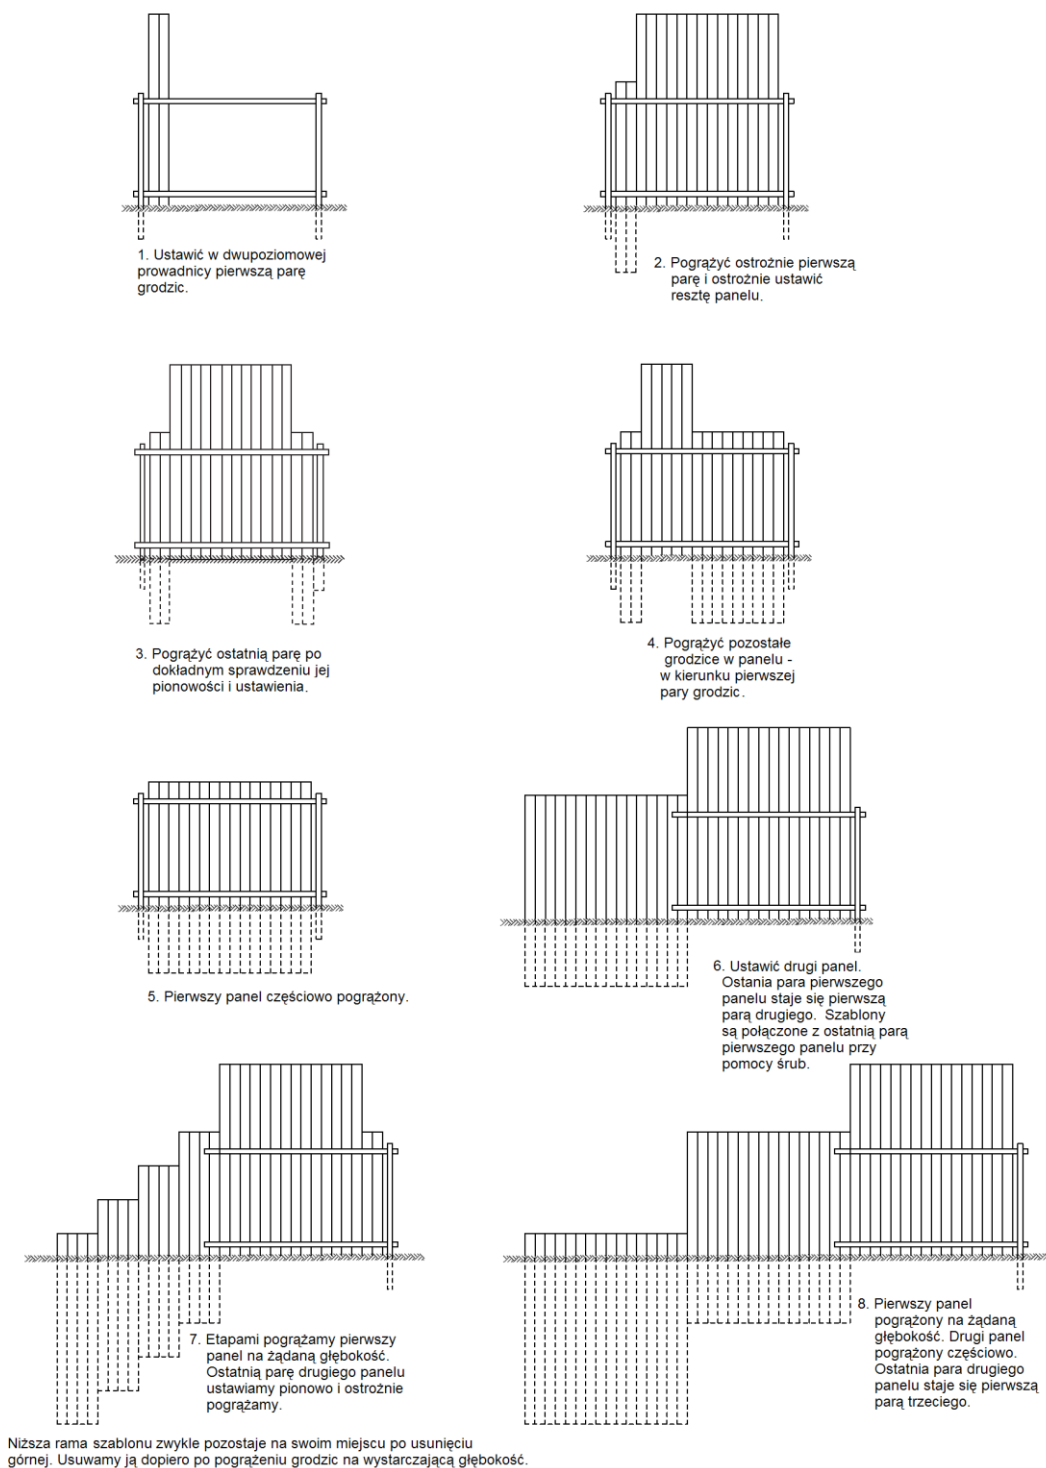 1. Ustawić w dwupoziomowej
prowadnicy pierwszą parę
grodzic.
2. Pogrążyć ostrożnie pierwszą
parę i ostrożnie ustawić
resztę panelu.
3. Pogrążyć ostatnią parę po
dokładnym sprawdzeniu jej
pionowości i ustawienia.
4. Pogrążyć pozostałe
grodzice w panelu -
w kierunku pierwszej
pary grodzic.
5. Pierwszy panel częściowo pogrążony.
6. Ustawić drugi panel.
Ostania para pierwszego
panelu staje się pierwszą
parą drugiego. Szablony
są połączone z ostatnią parą
pierwszego panelu przy
pomocy śrub.
7. Etapami pogrążamy pierwszy
panel na żądaną głębokość.
Ostatnią parę drugiego panelu
ustawiamy pionowo i ostrożnie
pogrążamy.
8. Pierwszy panel
pogrążony na żądaną
głębokość. Drugi panel
pogrążony częściowo.
Ostatnia para drugiego
panelu staje się pierwszą
parą trzeciego.
Niższa rama szablonu zwykle pozostaje na swoim miejscu po usunięciu
górnej. Usuwamy ją dopiero po pogrążeniu grodzic na wystarczającą głębokość.